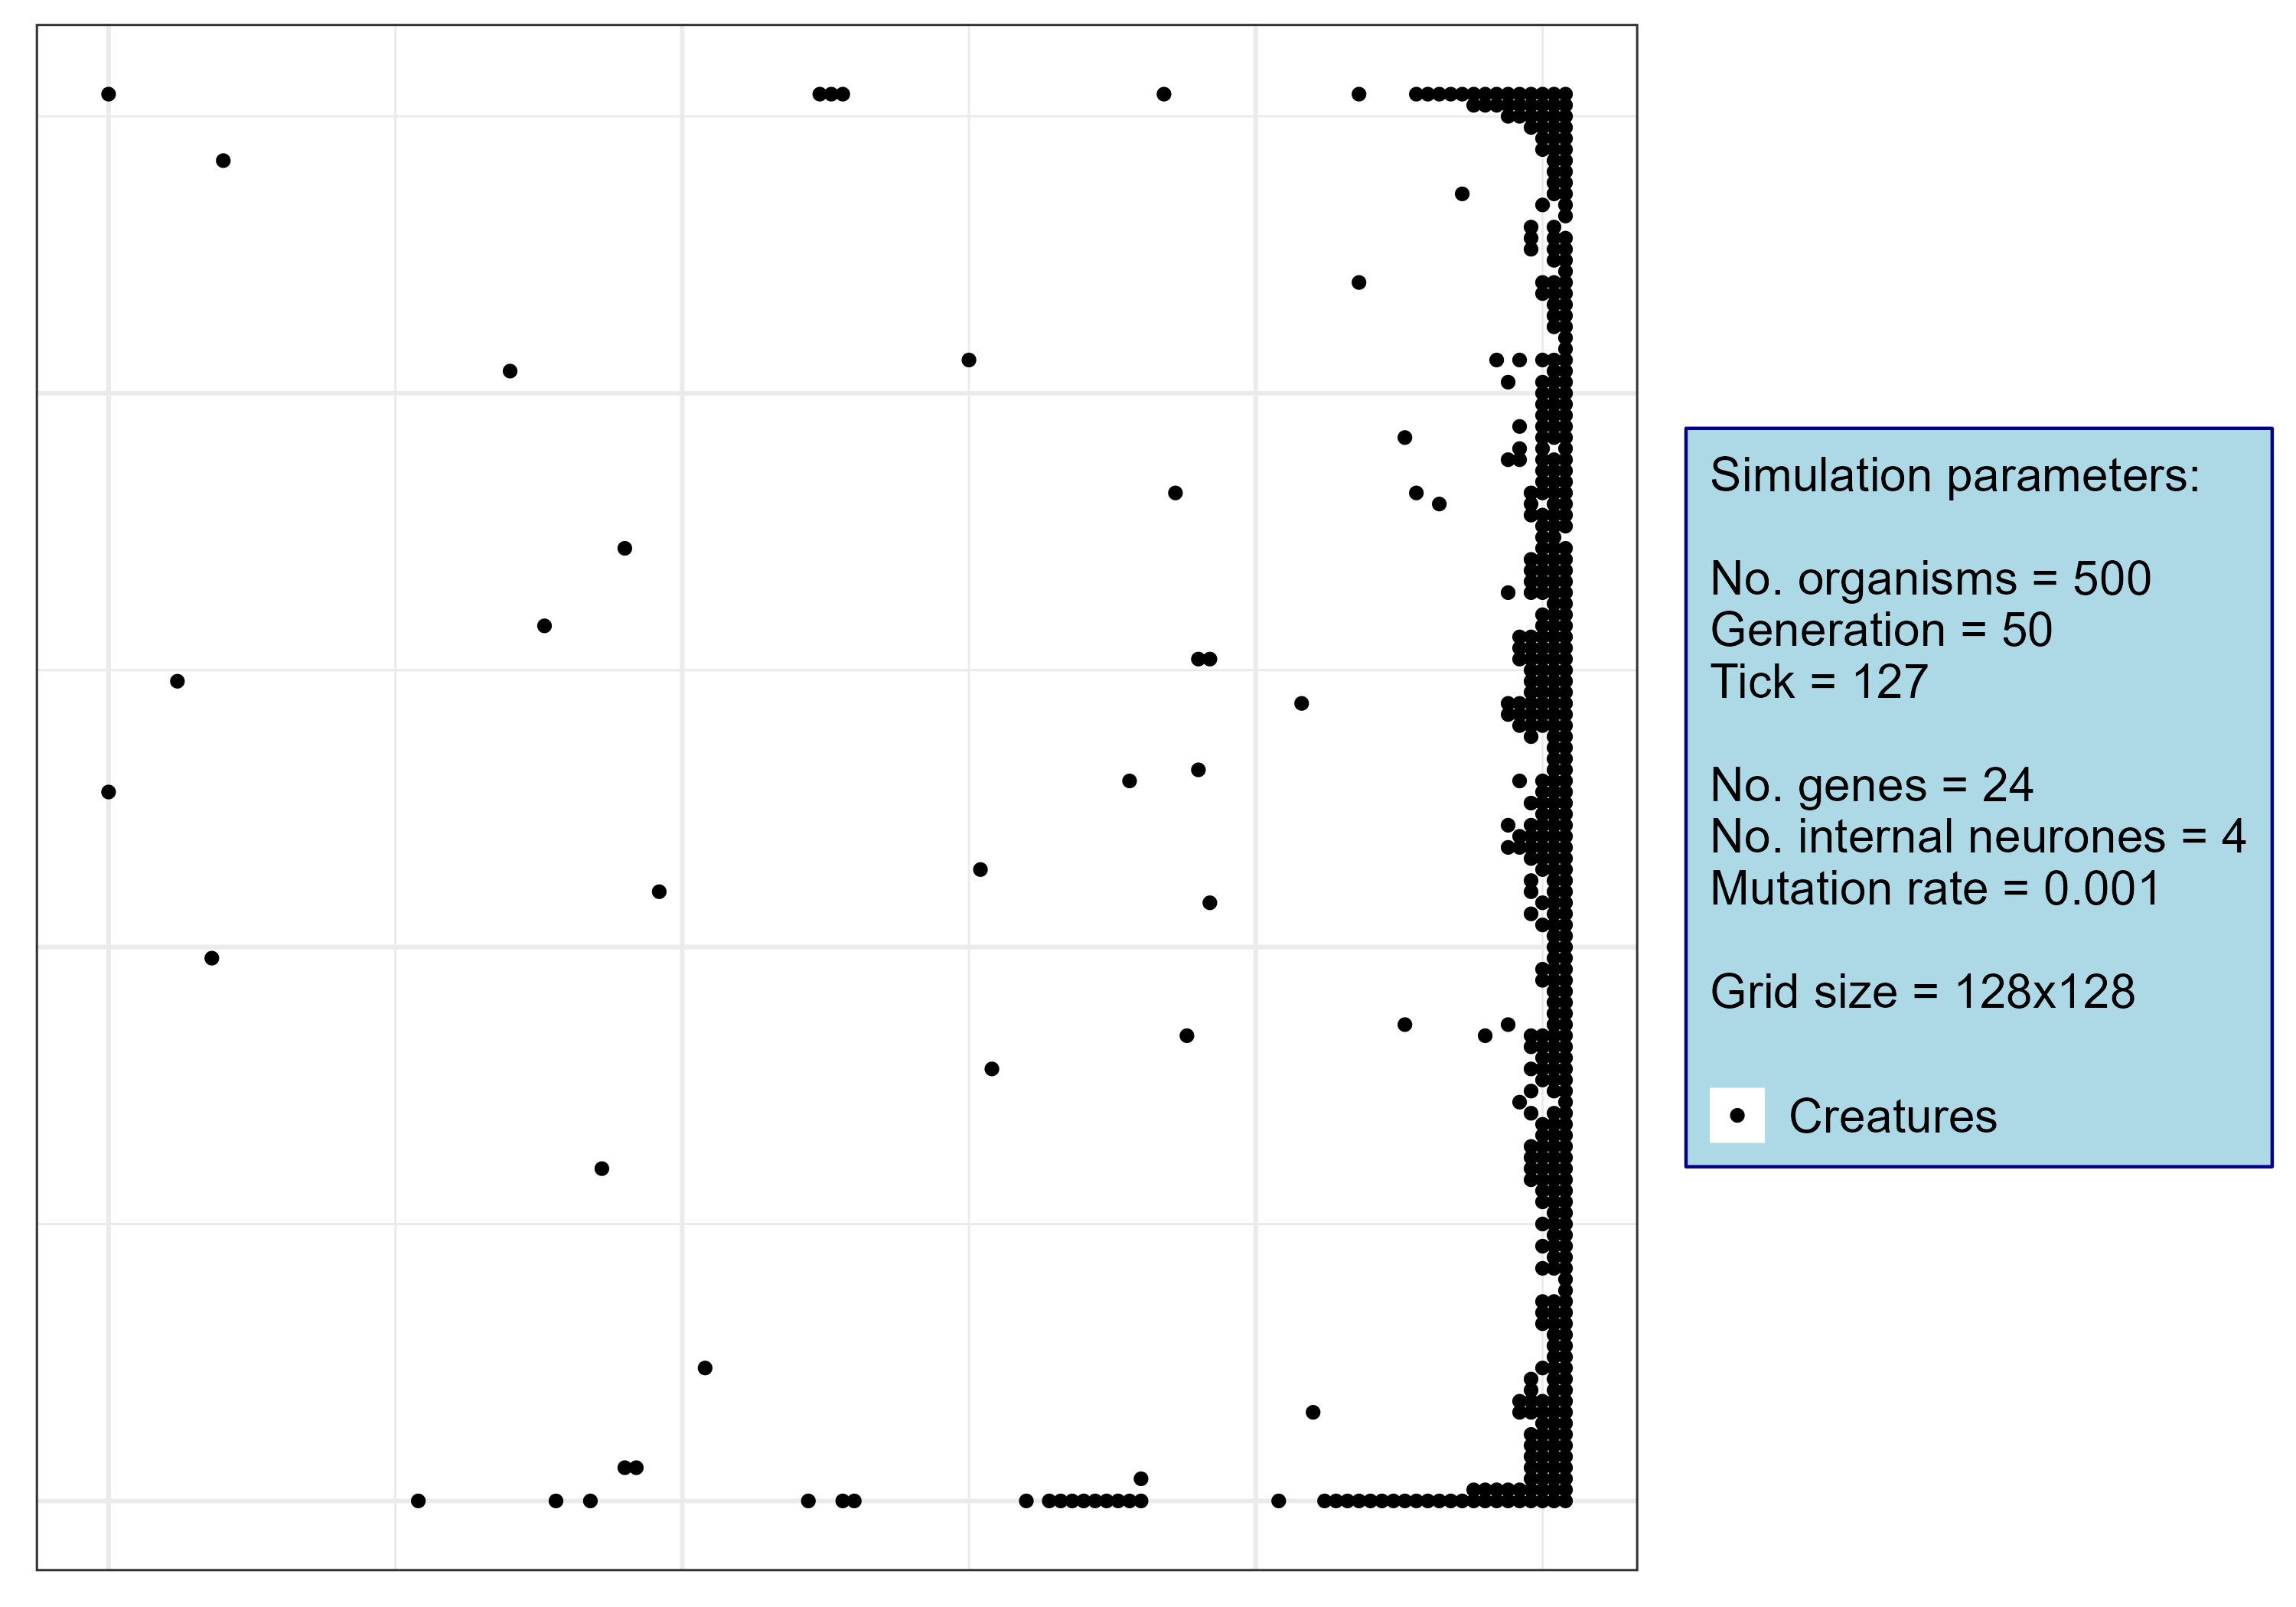 Simulation parameters:
No. organisms = 500
Generation = 50
Tick = 127
No. genes = 24
No. internal neurones = 4
Mutation rate = 0.001
Grid size = 128x128
Creatures